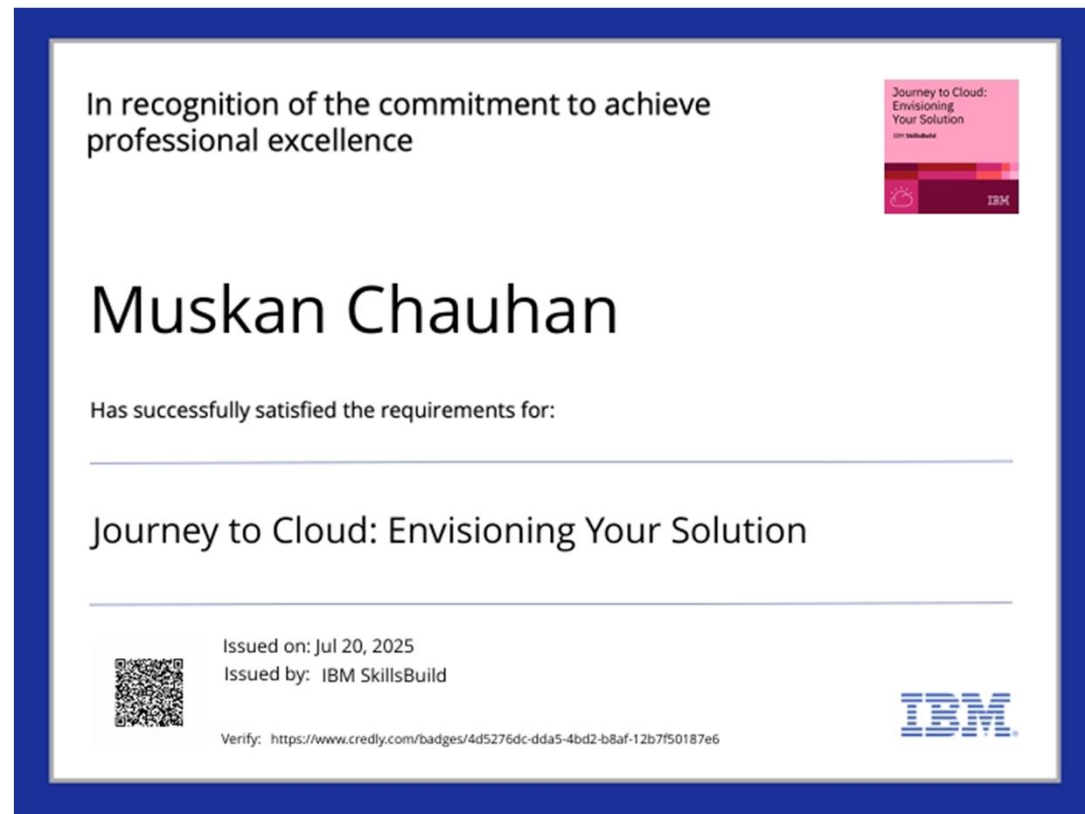 In recognition of the commitment to achieve
professional excellence
Journey to Cloud:
Envisioning
Your Solution
IBM SkillsBuild
IBM
Muskan Chauhan
Has successfully satisfied the requirements for:
Journey to Cloud: Envisioning Your Solution
Issued on: Jul 20, 2025
Issued by: IBM SkillsBuild
Verify: https://www.credly.com/badges/4d5276dc-dda5-4bd2-b8af-12b7f50187e6
IBM.